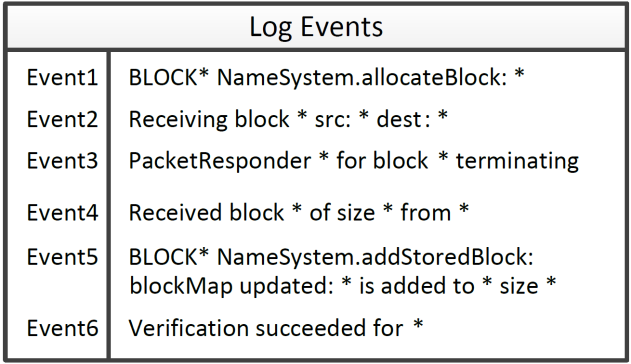 Log Events
Event1 BLOCK* NameSystem.allocateBlock: *
Event2 Receiving block * src: * dest: *
Event3 PacketResponder * for block * terminating
Event4 Received block * of size * from *
Event5 BLOCK* NameSystem.addStoredBlock:
blockMap updated: * is added to * size *
Event6 Verification succeeded for *